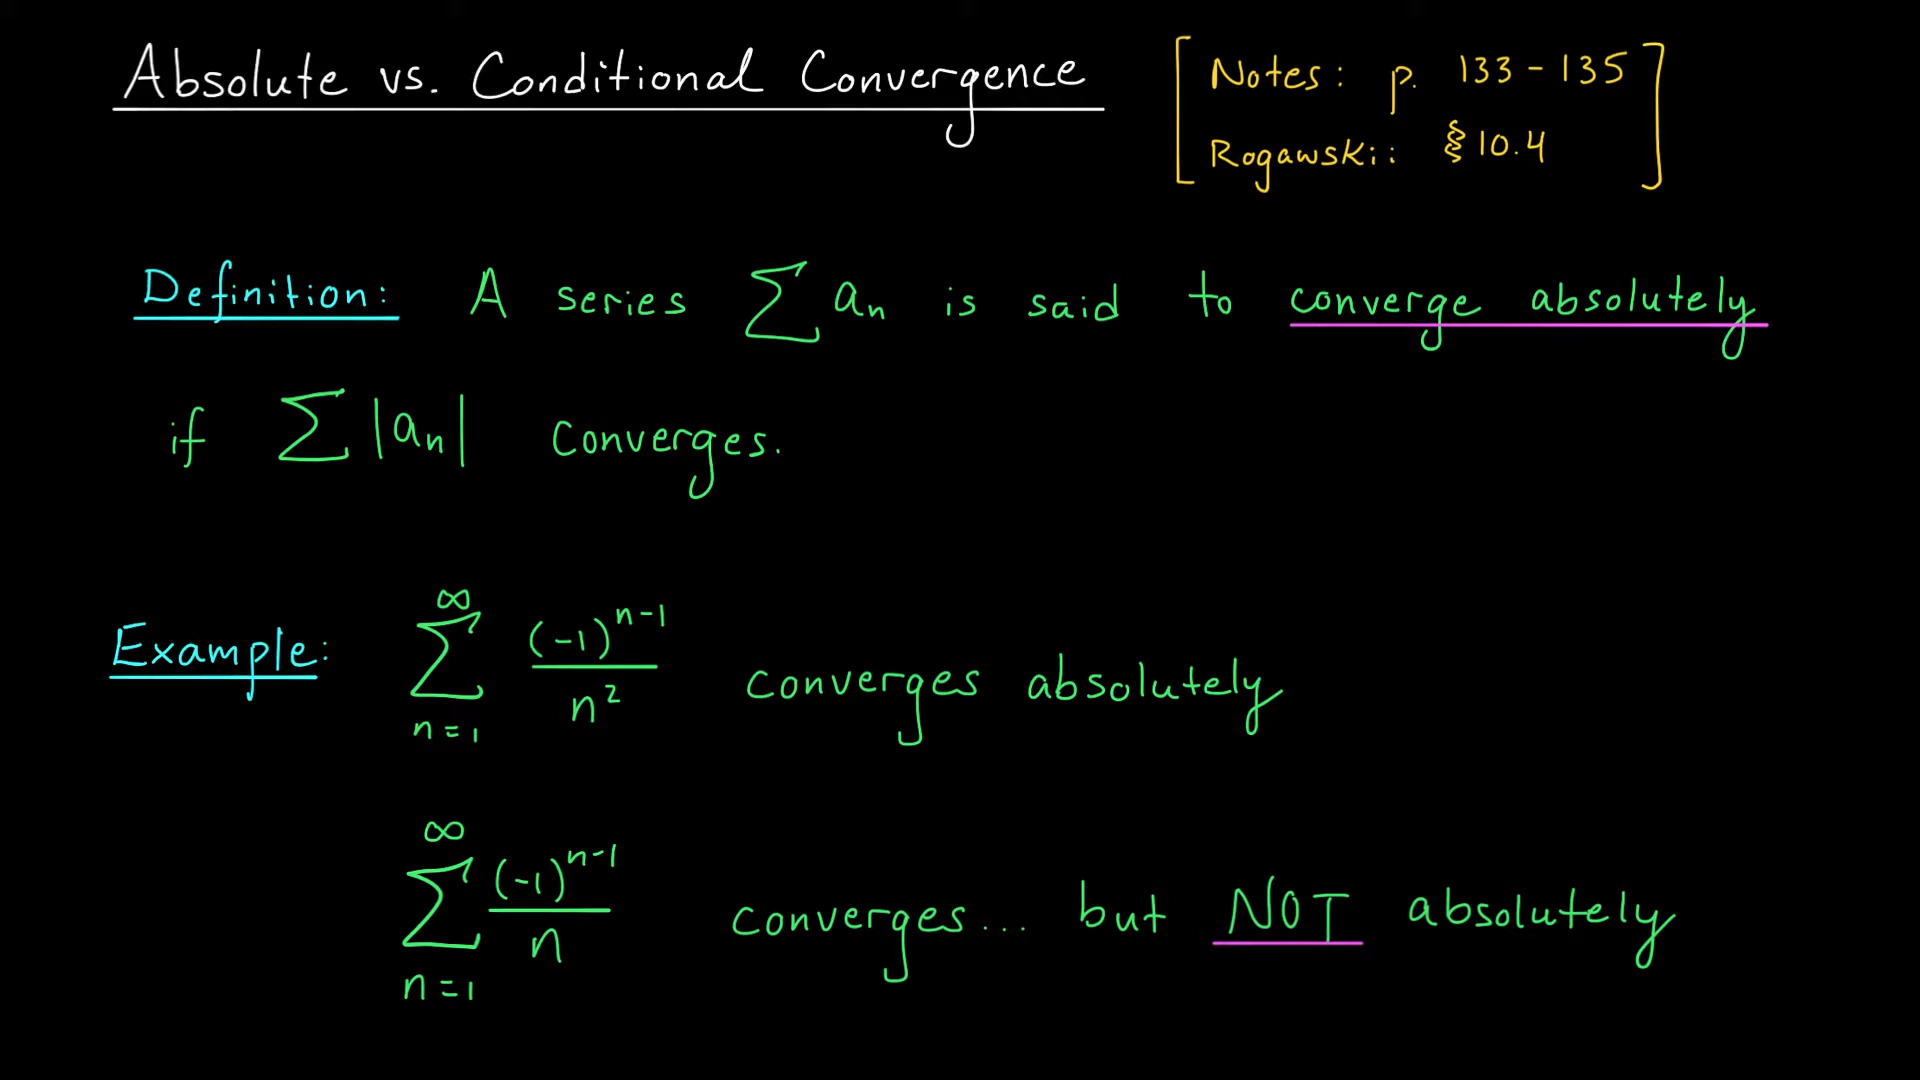 Absolute vs. Conditional Convergence
[Notes: p. 133-135
Rogawski: § 10.4]
Definition: A series ∑ aₙ is said to converge absolutely
if ∑ |aₙ| converges.
Example: ∑_{n=1}^{∞} (-1)^{n-1}/n² converges absolutely
∑_{n=1}^{∞} (-1)^{n-1}/n converges... but NOT absolutely